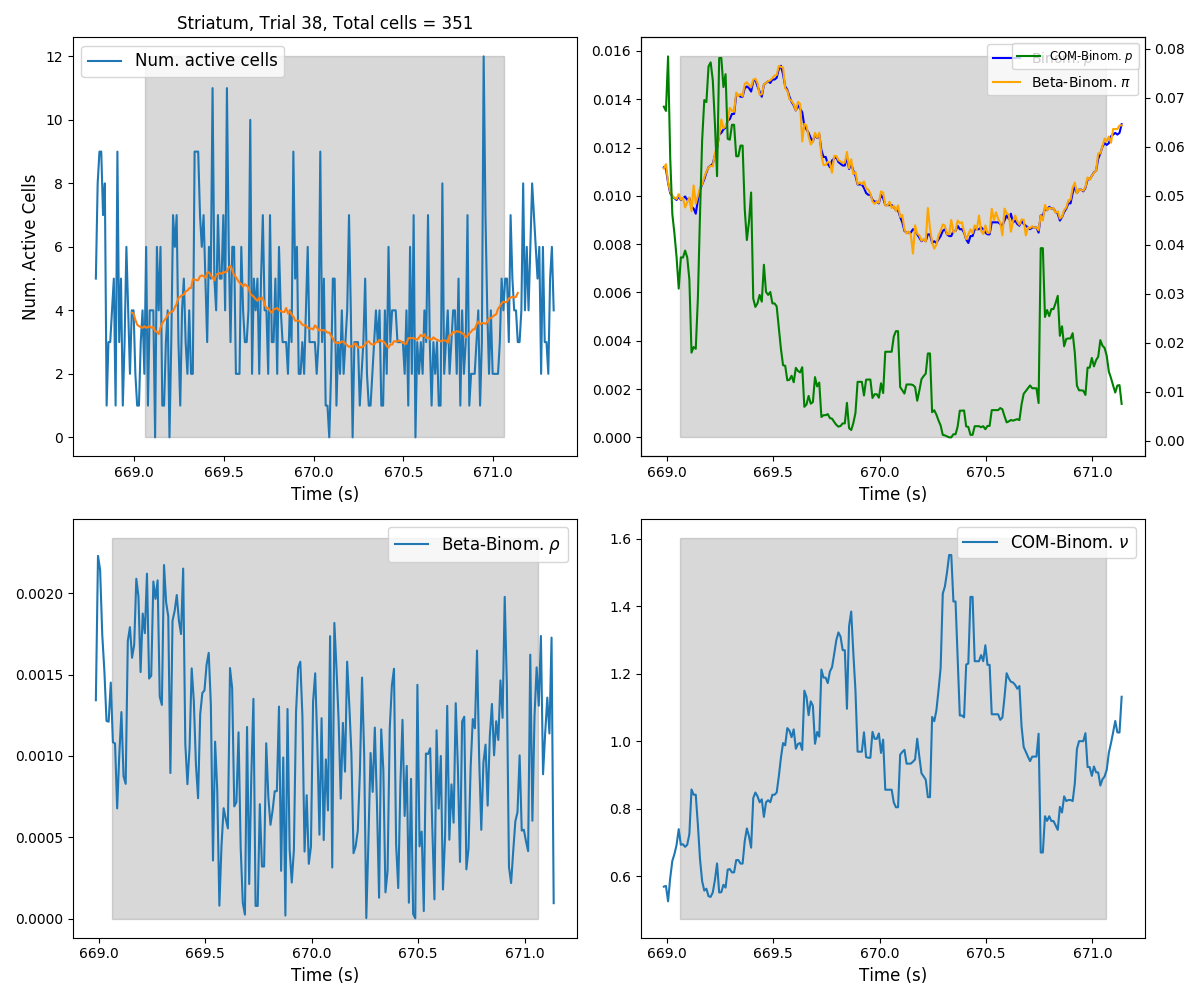 Striatum, Trial 38, Total cells = 351
Num. active cells
Num. Active Cells
12
10
8
6
4
2
0
669.0 669.5 670.0 670.5 671.0
Time (s)
COM-Binom. p
Beta-Binom. π
0.016
0.014
0.012
0.010
0.008
0.006
0.004
0.002
0.000
0.08
0.07
0.06
0.05
0.04
0.03
0.02
0.01
0.00
669.0 669.5 670.0 670.5 671.0
Time (s)
Beta-Binom. ρ
0.0020
0.0015
0.0010
0.0005
0.0000
669.0 669.5 670.0 670.5 671.0
Time (s)
COM-Binom. ν
1.6
1.4
1.2
1.0
0.8
0.6
669.0 669.5 670.0 670.5 671.0
Time (s)